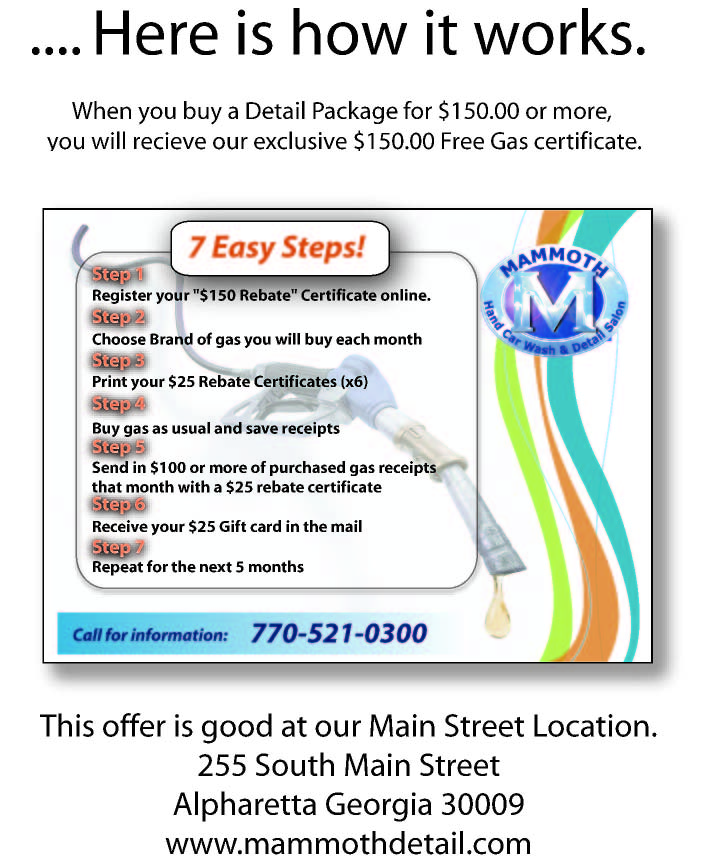 .... Here is how it works.
When you buy a Detail Package for $150.00 or more,
you will recieve our exclusive $150.00 Free Gas certificate.
7 Easy Steps!
Step 1
Register your "$150 Rebate" Certificate online.
Step 2
Choose Brand of gas you will buy each month
Step 3
Print your $25 Rebate Certificates (x6)
Step 4
Buy gas as usual and save receipts
Step 5
Send in $100 or more of purchased gas receipts
that month with a $25 rebate certificate
Step 6
Receive your $25 Gift card in the mail
Step 7
Repeat for the next 5 months
MAMMOTH
M
Hand Car Wash & Detail Salon
Call for information: 770-521-0300
This offer is good at our Main Street Location.
255 South Main Street
Alpharetta Georgia 30009
www.mammothdetail.com